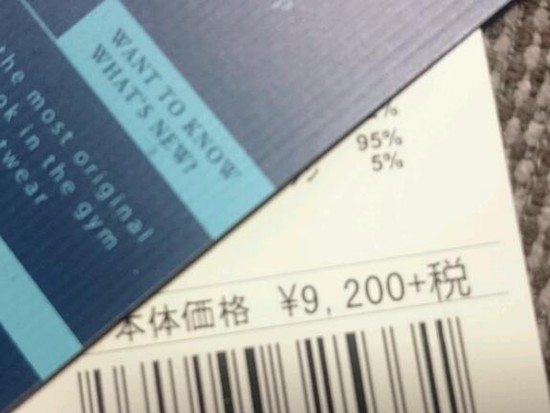 WANT TO KNOW
WHAT'S NEW?
the most original
ok in the gym
twear
95%
5%
本体価格 ¥9,200+税